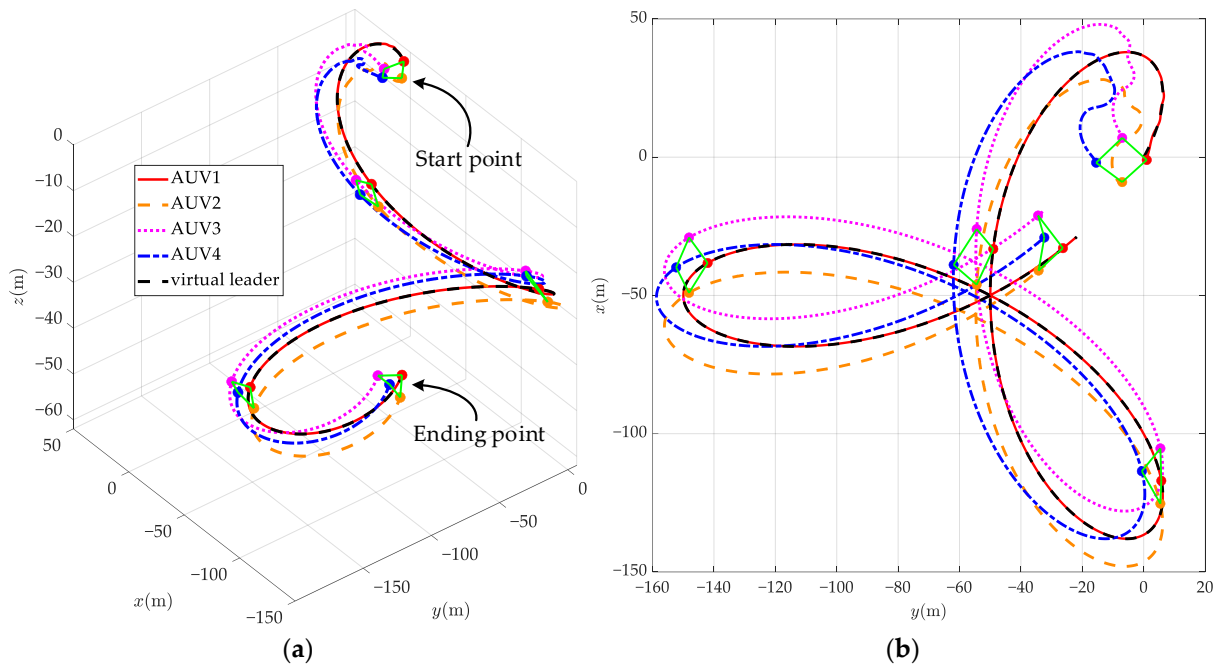 0
−10
−20
−30
−40
−50
−60
z(m)
50
0
−50
−100
−150
x(m)
−150
−100
−50
0
y(m)
AUV1
AUV2
AUV3
AUV4
virtual leader
Start point
Ending point
(a)
50
0
−50
−100
−150
x(m)
−160 −140 −120 −100 −80 −60 −40 −20 0 20
y(m)
(b)